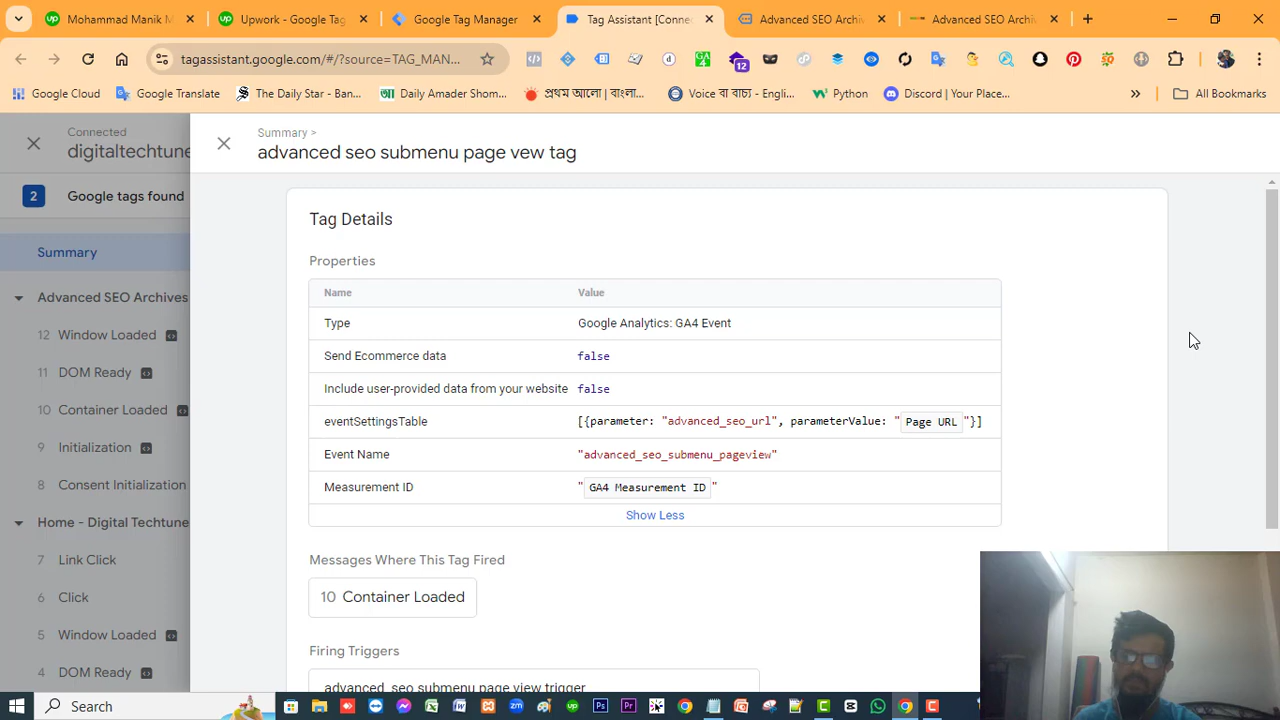 Mohammad Manik M
Upwork - Google Tag
Google Tag Manager
Tag Assistant [Conne
Advanced SEO Archiv
Advanced SEO Archi
tagassistant.google.com/#/?source=TAG_MAN...
GA4
12
Google Cloud
Google Translate
The Daily Star - Ban...
Daily Amader Shom...
প্রথম আলো | বাংলা...
Voice বা বাচ্য - Engli...
Python
Discord | Your Place...
All Bookmarks
Connected
digitaltechtune
2 Google tags found
Summary
Advanced SEO Archives
12 Window Loaded
11 DOM Ready
10 Container Loaded
9 Initialization
8 Consent Initialization
Home - Digital Techtune
7 Link Click
6 Click
5 Window Loaded
4 DOM Ready
Summary >
advanced seo submenu page vew tag
Tag Details
Properties
Name Value
Type Google Analytics: GA4 Event
Send Ecommerce data false
Include user-provided data from your website false
eventSettingsTable [{parameter: "advanced_seo_url", parameterValue: "Page URL"}]
Event Name "advanced_seo_submenu_pageview"
Measurement ID "GA4 Measurement ID"
Show Less
Messages Where This Tag Fired
10 Container Loaded
Firing Triggers
advanced_seo submenu page view trigger
Search